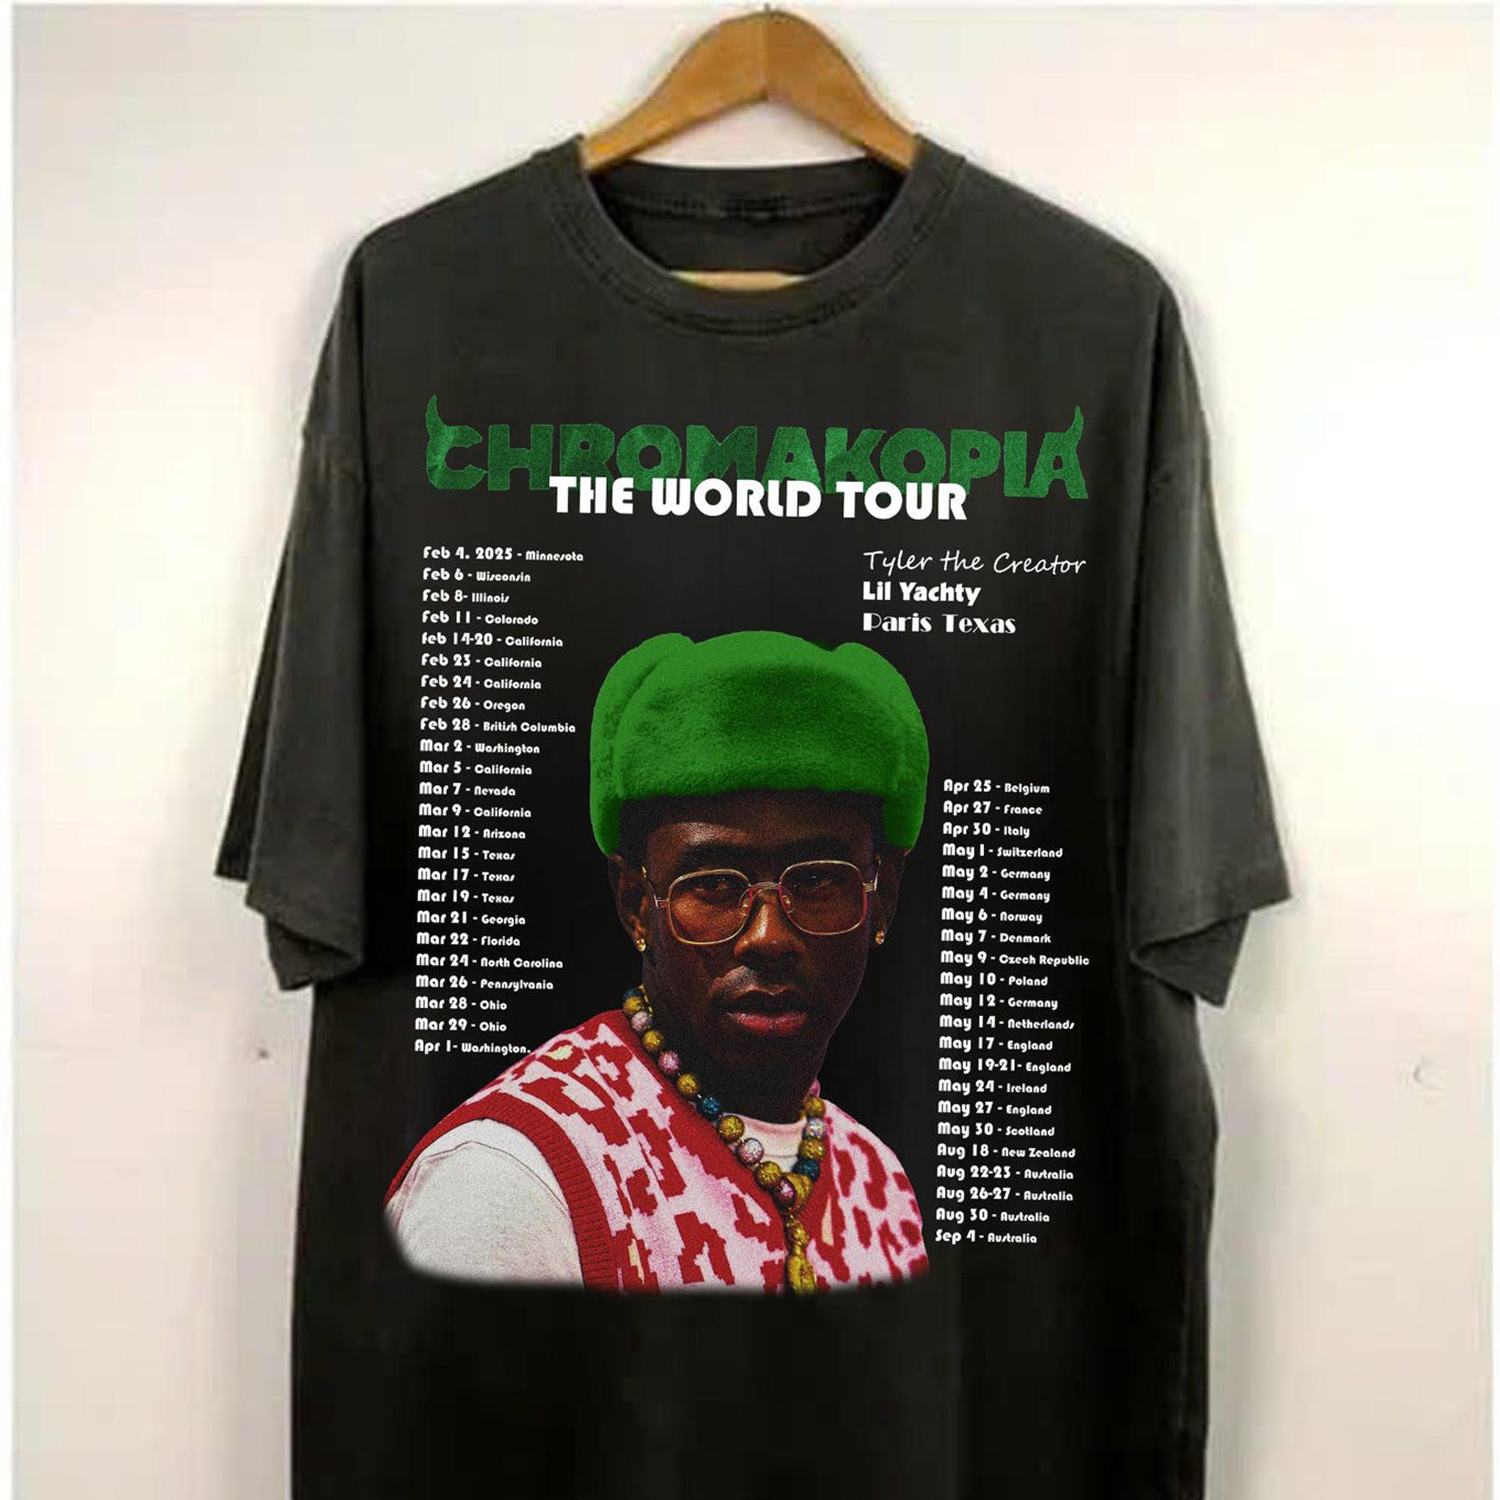 CHROMAKOPIA
THE WORLD TOUR
Feb 4. 2025 - Minnesota
Feb 6 - Wisconsin
Feb 8- Illinois
Feb 11 - Colorado
Feb 14-20 - California
Feb 23 - California
Feb 24 - California
Feb 26 - Oregon
Feb 28 - British Columbia
Mar 2 - Washington
Mar 5 - California
Mar 7 - Nevada
Mar 9 - California
Mar 12 - Arizona
Mar 15 - Texas
Mar 17 - Texas
Mar 19 - Texas
Mar 21 - Georgia
Mar 22 - Florida
Mar 24 - North Carolina
Mar 26 - Pennsylvania
Mar 28 - Ohio
Mar 29 - Ohio
Apr 1- Washington.
Tyler the Creator
Lil Yachty
Paris Texas
Apr 25 - Belgium
Apr 27 - France
Apr 30 - Italy
May 1 - Switzerland
May 2 - Germany
May 4 - Germany
May 6 - Norway
May 7 - Denmark
May 9 - Czech Republic
May 10 - Poland
May 12 - Germany
May 14 - Netherlands
May 17 - England
May 19-21- England
May 24 - Ireland
May 27 - England
May 30 - Scotland
Aug 18 - New Zealand
Aug 22-23 - Australia
Aug 26-27 - Australia
Aug 30 - Australia
Sep 4 - Australia